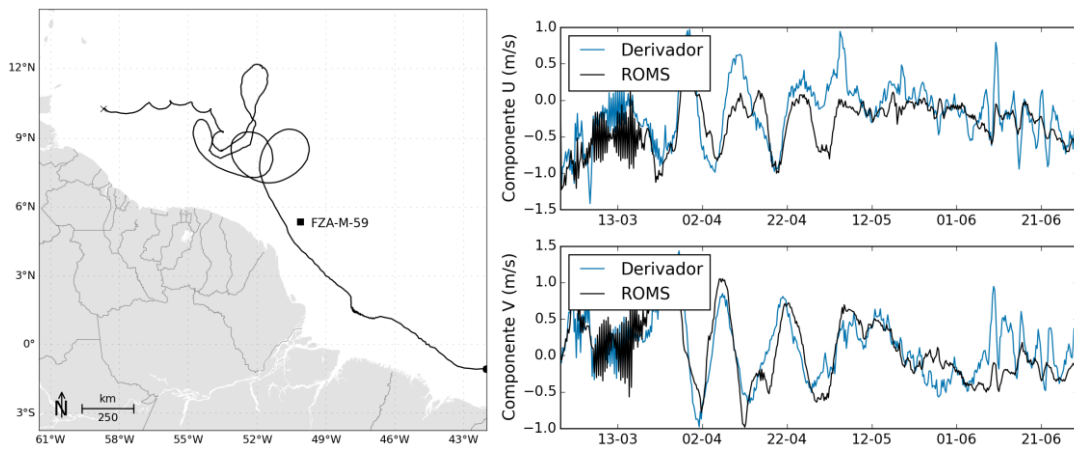 12°N
9°N
6°N
3°N
0°
3°S
FZA-M-59
N
km
250
61°W 58°W 55°W 52°W 49°W 46°W 43°W
Componente U (m/s)
1.0
0.5
0.0
−0.5
−1.0
−1.5
Derivador
ROMS
13-03 02-04 22-04 12-05 01-06 21-06
Componente V (m/s)
1.5
1.0
0.5
0.0
−0.5
−1.0
Derivador
ROMS
13-03 02-04 22-04 12-05 01-06 21-06